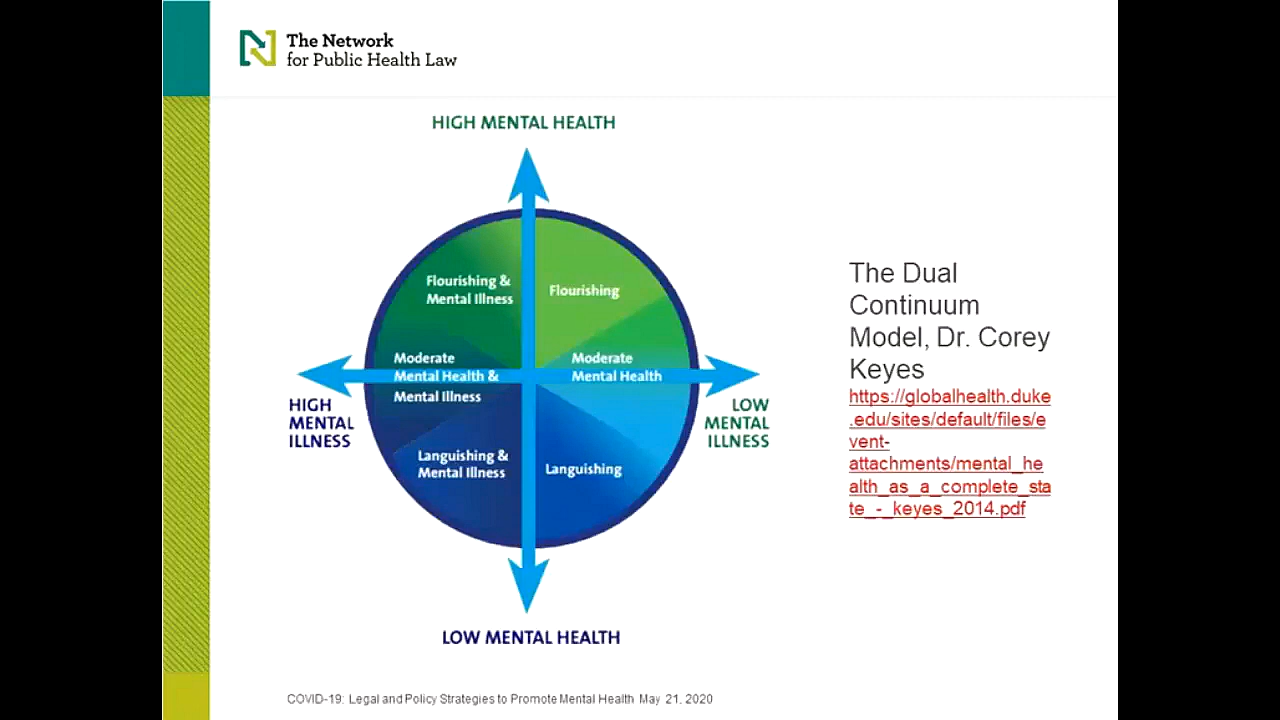 The Network
for Public Health Law
HIGH MENTAL HEALTH
Flourishing &
Mental Illness
Flourishing
Moderate
Mental Health &
Mental Illness
Moderate
Mental Health
HIGH
MENTAL
ILLNESS
LOW
MENTAL
ILLNESS
Languishing &
Mental Illness
Languishing
LOW MENTAL HEALTH
The Dual
Continuum
Model, Dr. Corey
Keyes
https://globalhealth.duke
.edu/sites/default/files/e
vent-
attachments/mental_he
alth_as_a_complete_sta
te_-_keyes_2014.pdf
COVID-19: Legal and Policy Strategies to Promote Mental Health May 21, 2020